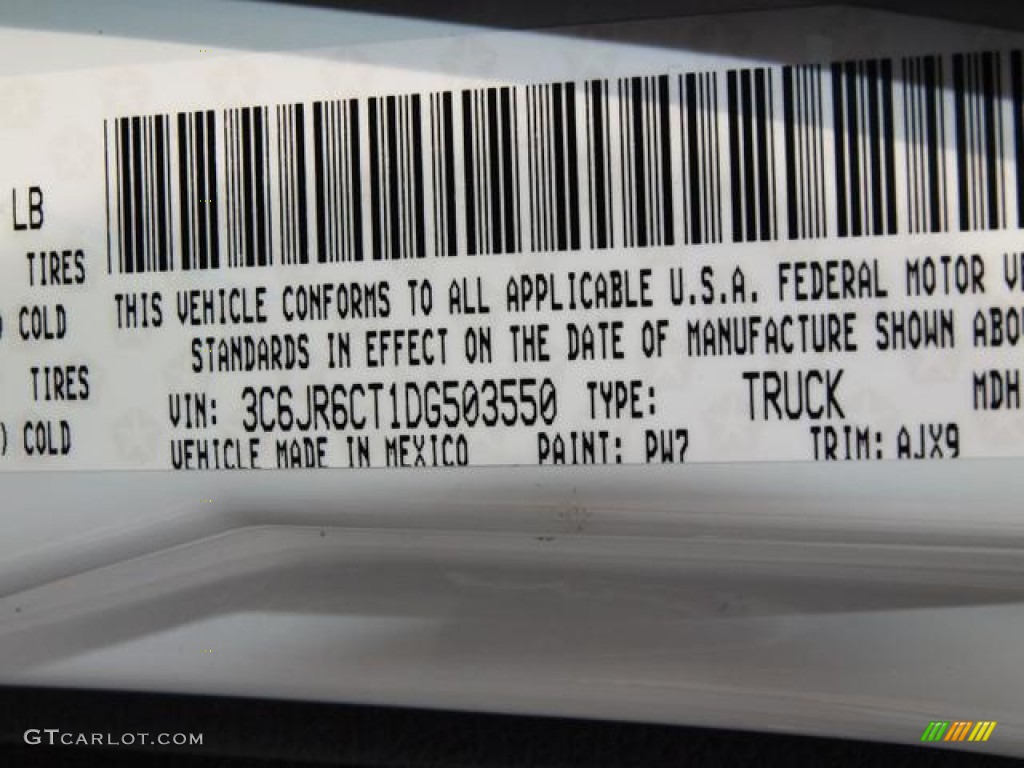 LB
TIRES
COLD
TIRES
) COLD
THIS VEHICLE CONFORMS TO ALL APPLICABLE U.S.A. FEDERAL MOTOR VE
STANDARDS IN EFFECT ON THE DATE OF MANUFACTURE SHOWN ABO
VIN: 3C6JR6CT1DG503550 TYPE: TRUCK MDH
VEHICLE MADE IN MEXICO PAINT: PW7 TRIM: AJX9
GTCARLOT.COM